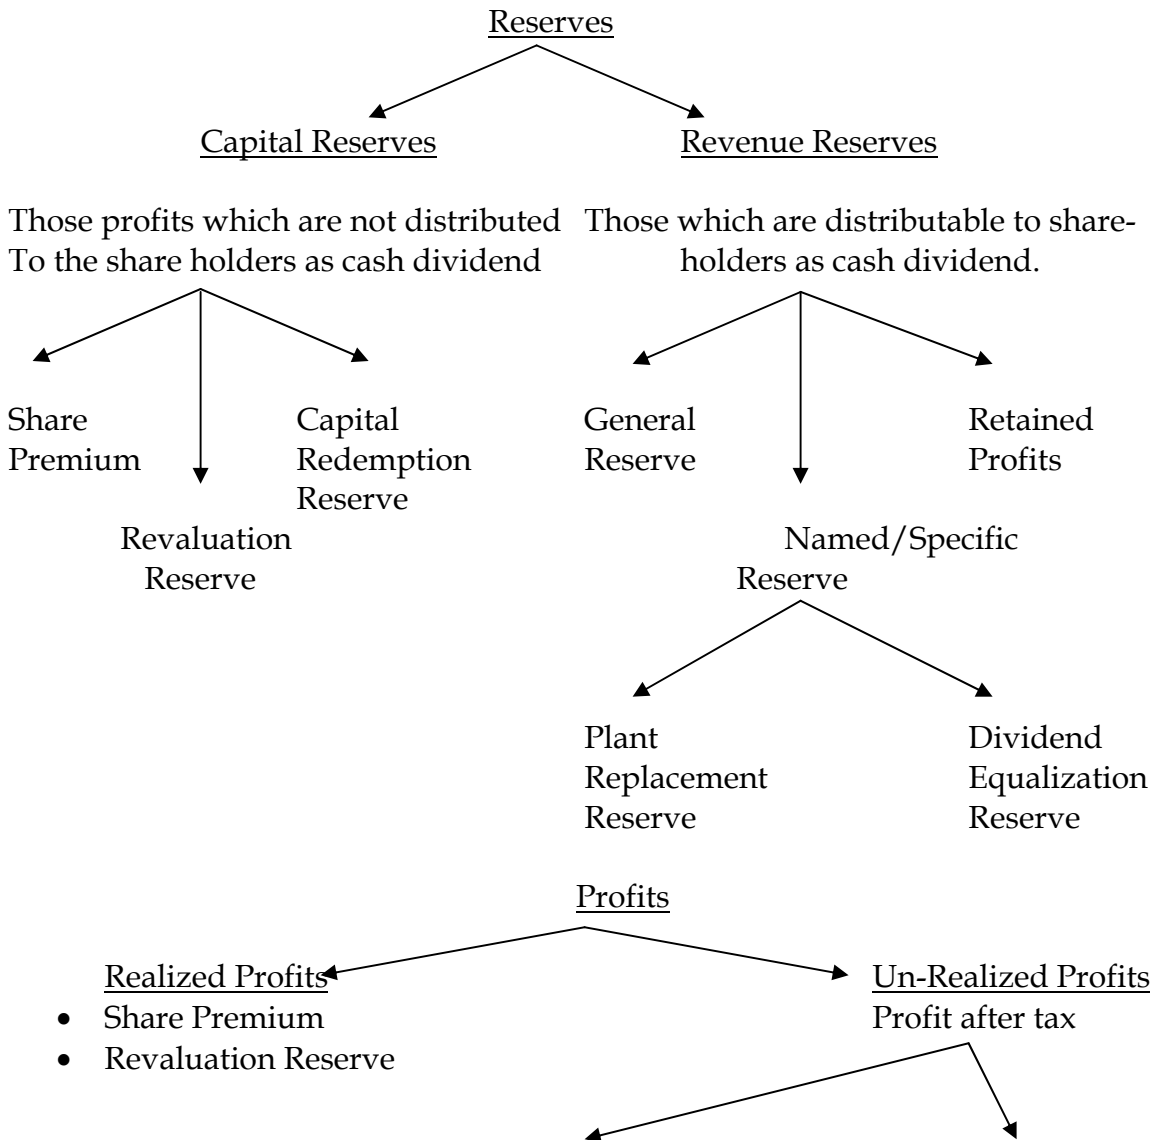 Reserves
Capital Reserves
Revenue Reserves
Those profits which are not distributed
To the share holders as cash dividend
Those which are distributable to share-
holders as cash dividend.
Share
Premium
Capital
Redemption
Reserve
Revaluation
Reserve
General
Reserve
Retained
Profits
Named/Specific
Reserve
Plant
Replacement
Reserve
Dividend
Equalization
Reserve
Profits
Realized Profits
• Share Premium
• Revaluation Reserve
Un-Realized Profits
Profit after tax